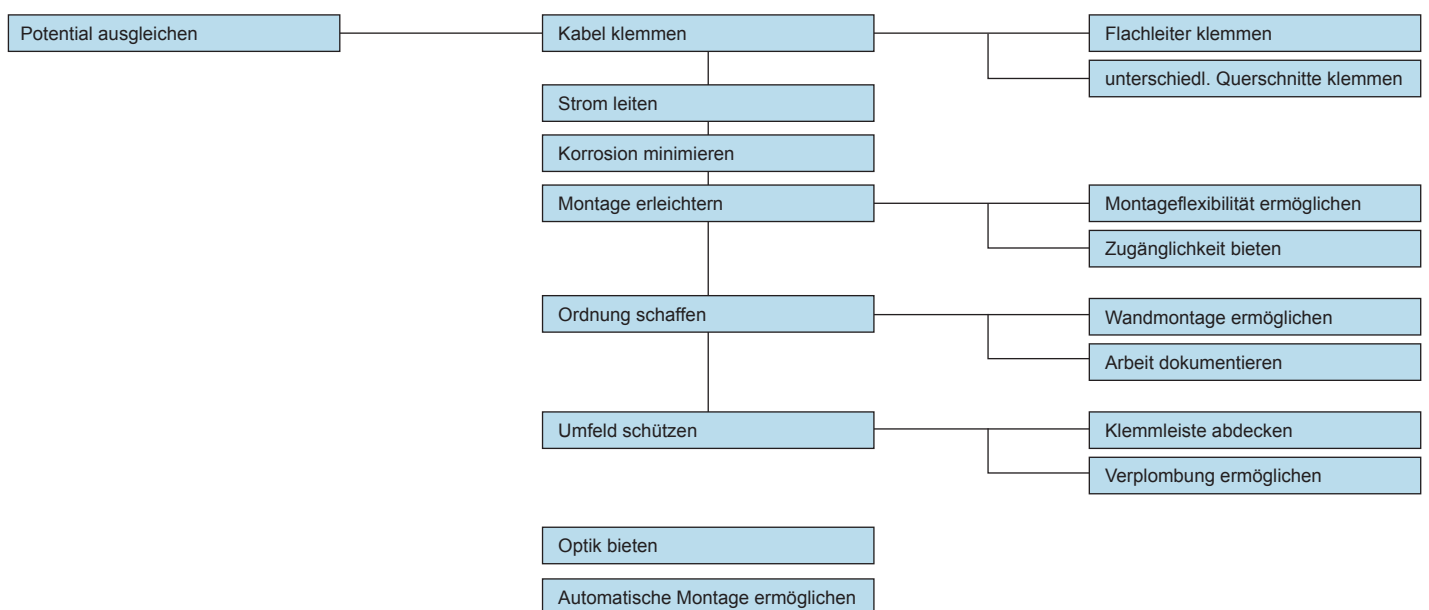 Potential ausgleichen
Kabel klemmen
Flachleiter klemmen
unterschiedl. Querschnitte klemmen
Strom leiten
Korrosion minimieren
Montage erleichtern
Montageflexibilität ermöglichen
Zugänglichkeit bieten
Ordnung schaffen
Wandmontage ermöglichen
Arbeit dokumentieren
Umfeld schützen
Klemmleiste abdecken
Verplombung ermöglichen
Optik bieten
Automatische Montage ermöglichen